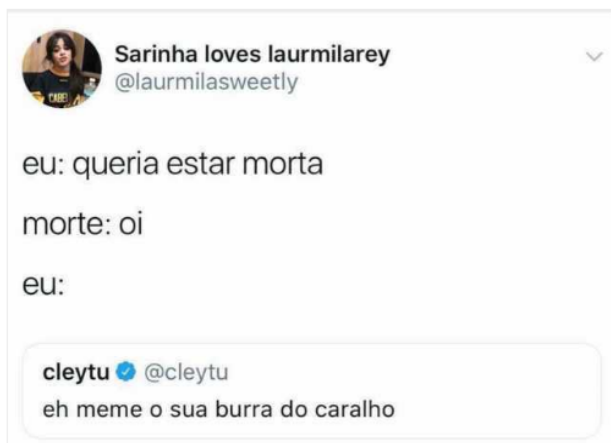 Sarinha loves laurmilarey
@laurmilasweetly
eu: queria estar morta
morte: oi
eu:
cleytu @cleytu
eh meme o sua burra do caralho